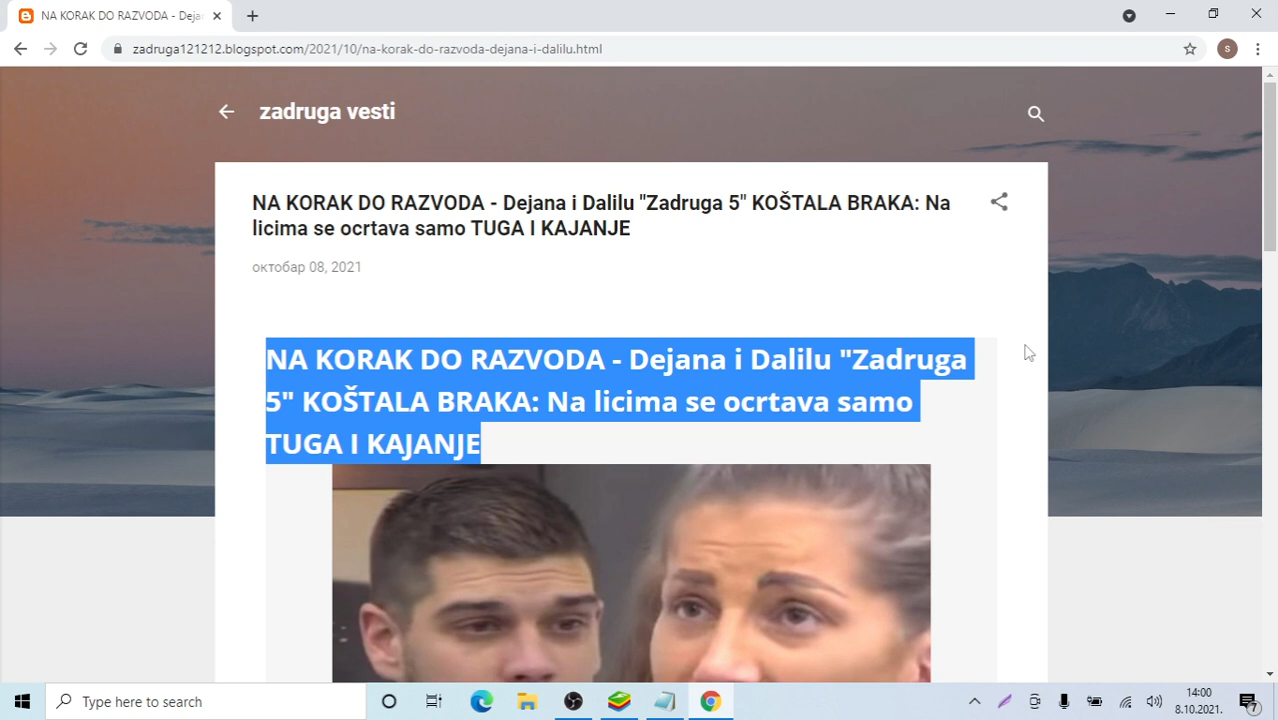 NA KORAK DO RAZVODA - Deja
zadruga121212.blogspot.com/2021/10/na-korak-do-razvoda-dejana-i-dalilu.html
S
zadruga vesti
NA KORAK DO RAZVODA - Dejana i Dalilu "Zadruga 5" KOŠTALA BRAKA: Na
licima se ocrtava samo TUGA I KAJANJE
октобар 08, 2021
NA KORAK DO RAZVODA - Dejana i Dalilu "Zadruga
5" KOŠTALA BRAKA: Na licima se ocrtava samo
TUGA I KAJANJE
Type here to search
14:00
8.10.2021.
7